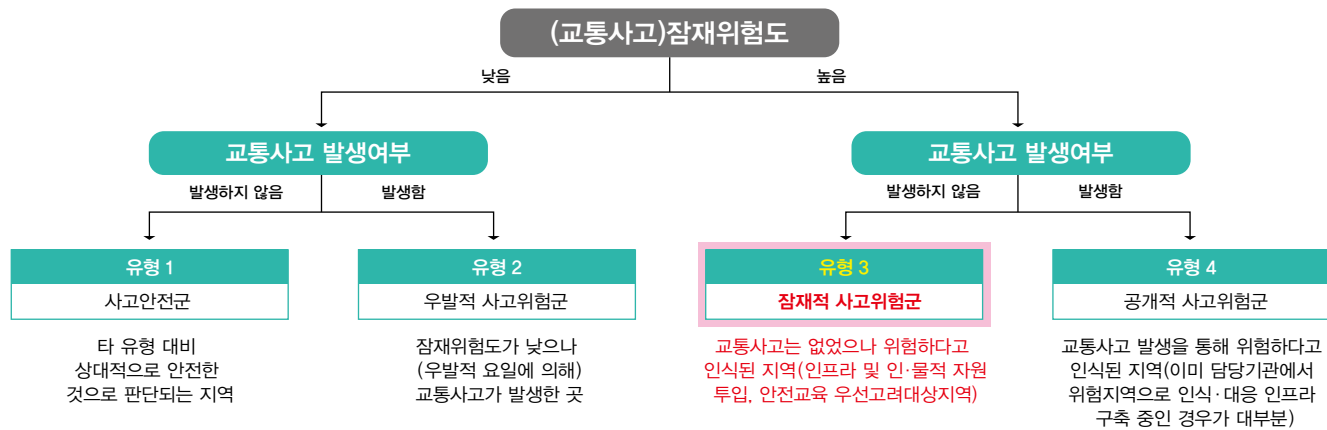 (교통사고)잠재위험도
낮음
높음
교통사고 발생여부
교통사고 발생여부
발생하지 않음
발생함
발생하지 않음
발생함
유형 1
사고안전군
타 유형 대비
상대적으로 안전한
것으로 판단되는 지역
유형 2
우발적 사고위험군
잠재위험도가 낮으나
(우발적 요일에 의해)
교통사고가 발생한 곳
유형 3
잠재적 사고위험군
교통사고는 없었으나 위험하다고
인식된 지역(인프라 및 인·물적 자원
투입, 안전교육 우선고려대상지역)
유형 4
공개적 사고위험군
교통사고 발생을 통해 위험하다고
인식된 지역(이미 담당기관에서
위험지역으로 인식·대응 인프라
구축 중인 경우가 대부분)